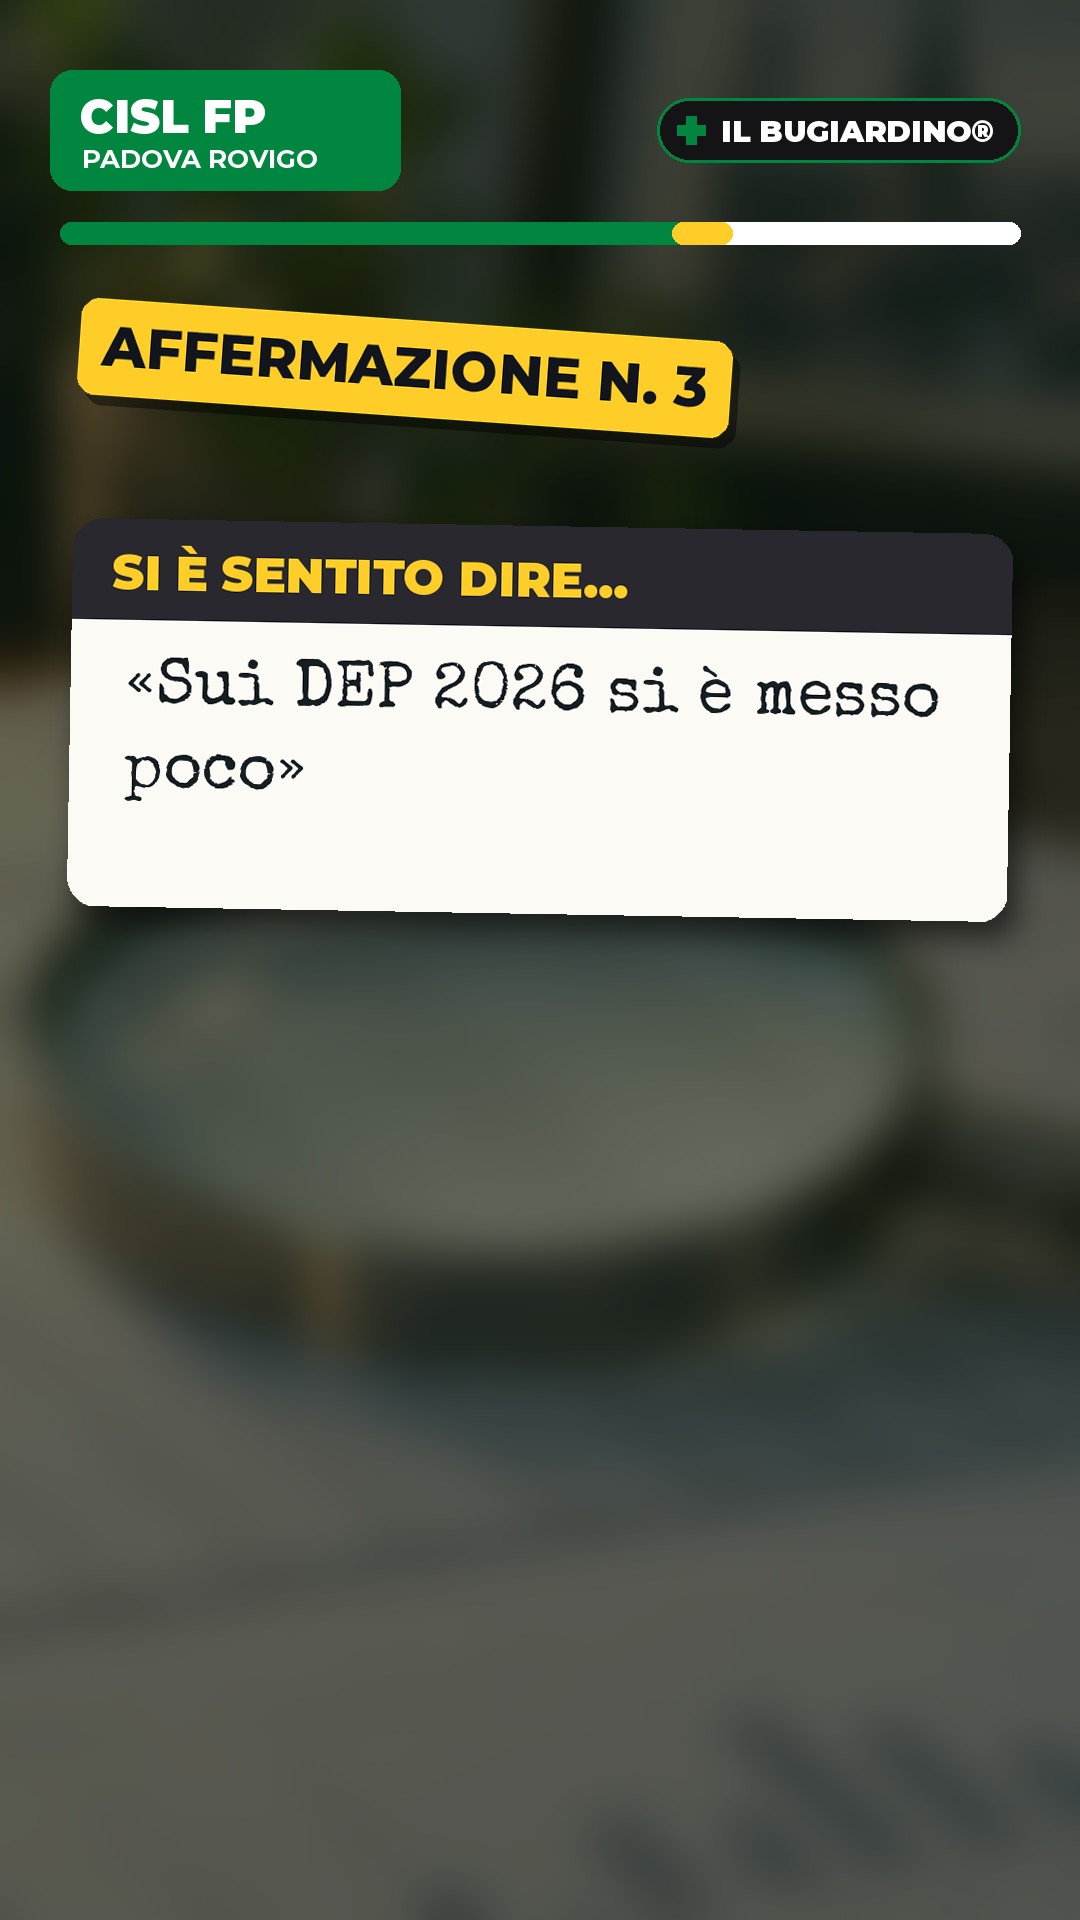 CISL FP
PADOVA ROVIGO
IL BUGIARDINO®
AFFERMAZIONE N. 3
SI È SENTITO DIRE...
«Sui DEP 2026 si è messo
poco»